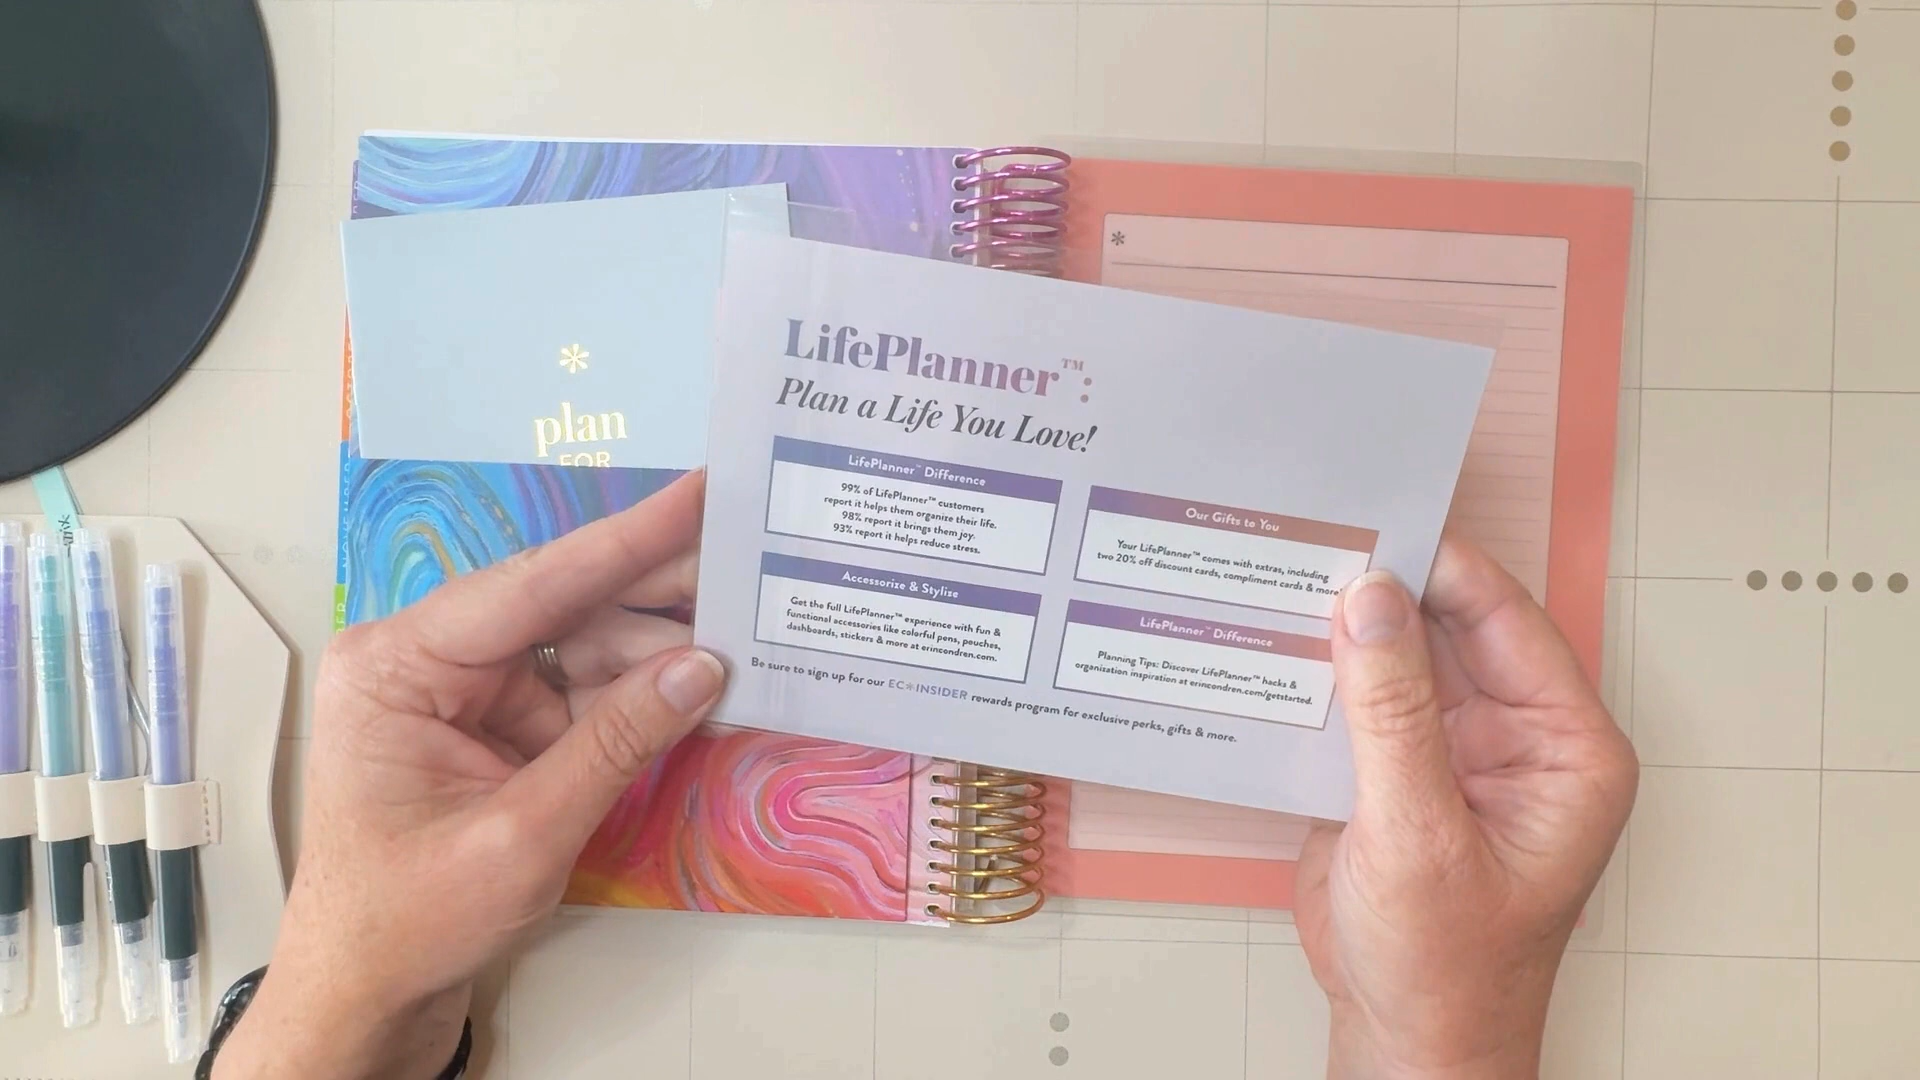 *
plan
FOR
LifePlanner™:
Plan a Life You Love!
LifePlanner™ Difference
99% of LifePlanner™ customers
report it helps them organize their life.
98% report it brings them joy.
93% report it helps reduce stress.
Our Gifts to You
Your LifePlanner™ comes with extras, including
two 20% off discount cards, compliment cards & more
Accessorize & Stylise
Get the full LifePlanner™ experience with fun &
functional accessories like colorful pens, pouches,
dashboards, stickers & more at erincondren.com.
LifePlanner™ Difference
Planning Tips: Discover LifePlanner™ hacks &
organization inspiration at erincondren.com/getstarted.
Be sure to sign up for our EC*INSIDER rewards program for exclusive perks, gifts & more.
*